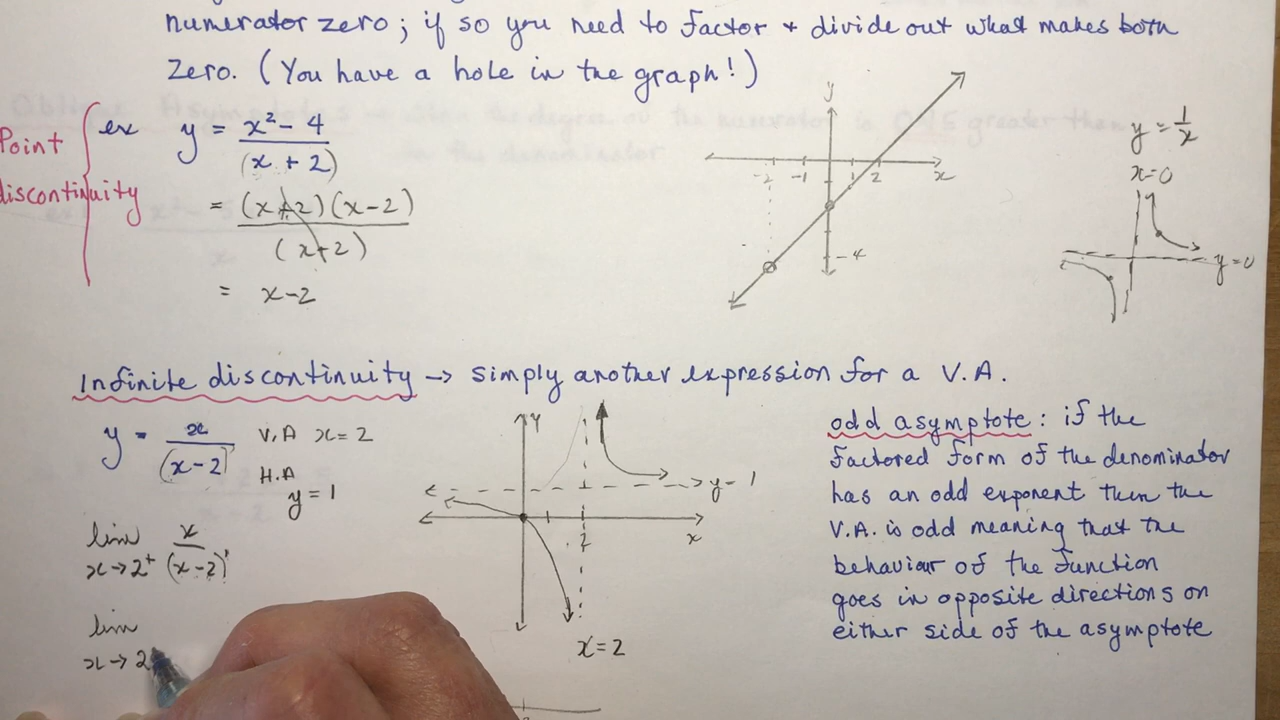 numerator zero; if so you need to factor + divide out what makes both
zero. (You have a hole in the graph!)
Point
discontinuity
ex y = x² - 4 / (x + 2)
= (x+2)(x-2) / (x+2)
= x-2
y
-2 -1 1 2 x
-4
y = 1/x
x=0
y=0
Infinite discontinuity → simply another expression for a V.A.
y = x / (x-2)¹
V.A x=2
H.A
y=1
lim x→2⁺ x/(x-2)¹
lim
x→2
y
y=1
2 x
x=2
odd asymptote: if the
factored form of the denominator
has an odd exponent then the
V.A. is odd meaning that the
behaviour of the function
goes in opposite directions on
either side of the asymptote